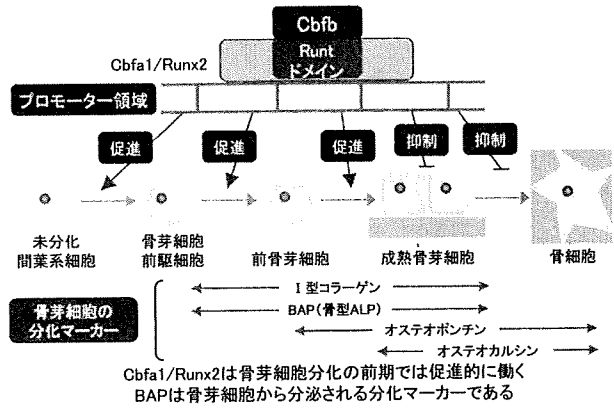 Cbfb
Cbfa1/Runx2
Runt
ドメイン
プロモーター領域
促進
促進
促進
抑制
抑制
未分化
間葉系細胞
骨芽細胞
前駆細胞
前骨芽細胞
成熟骨芽細胞
骨細胞
骨芽細胞の
分化マーカー
I 型コラーゲン
BAP(骨型ALP)
オステオポンチン
オステオカルシン
Cbfa1/Runx2は骨芽細胞分化の前期では促進的に働く
BAPは骨芽細胞から分泌される分化マーカーである